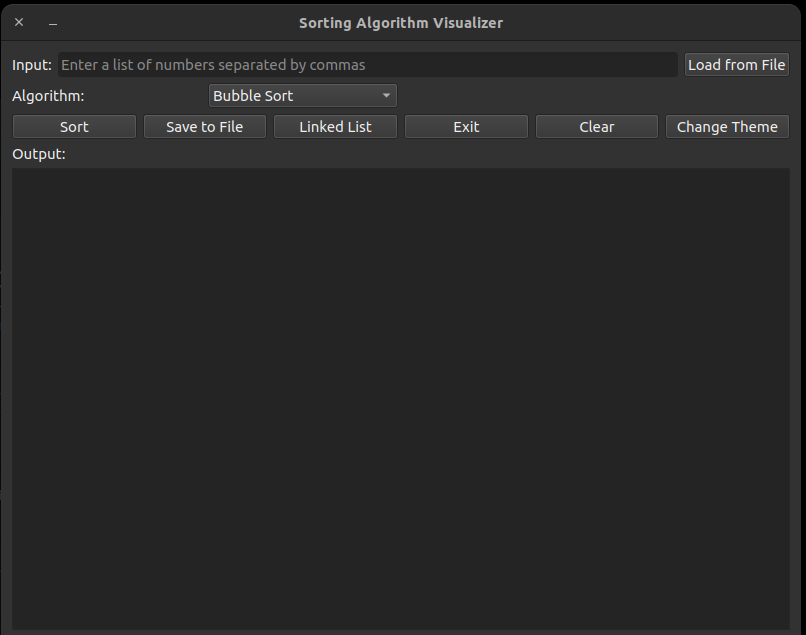 Sorting Algorithm Visualizer
Input: Enter a list of numbers separated by commas Load from File
Algorithm: Bubble Sort
Sort Save to File Linked List Exit Clear Change Theme
Output: